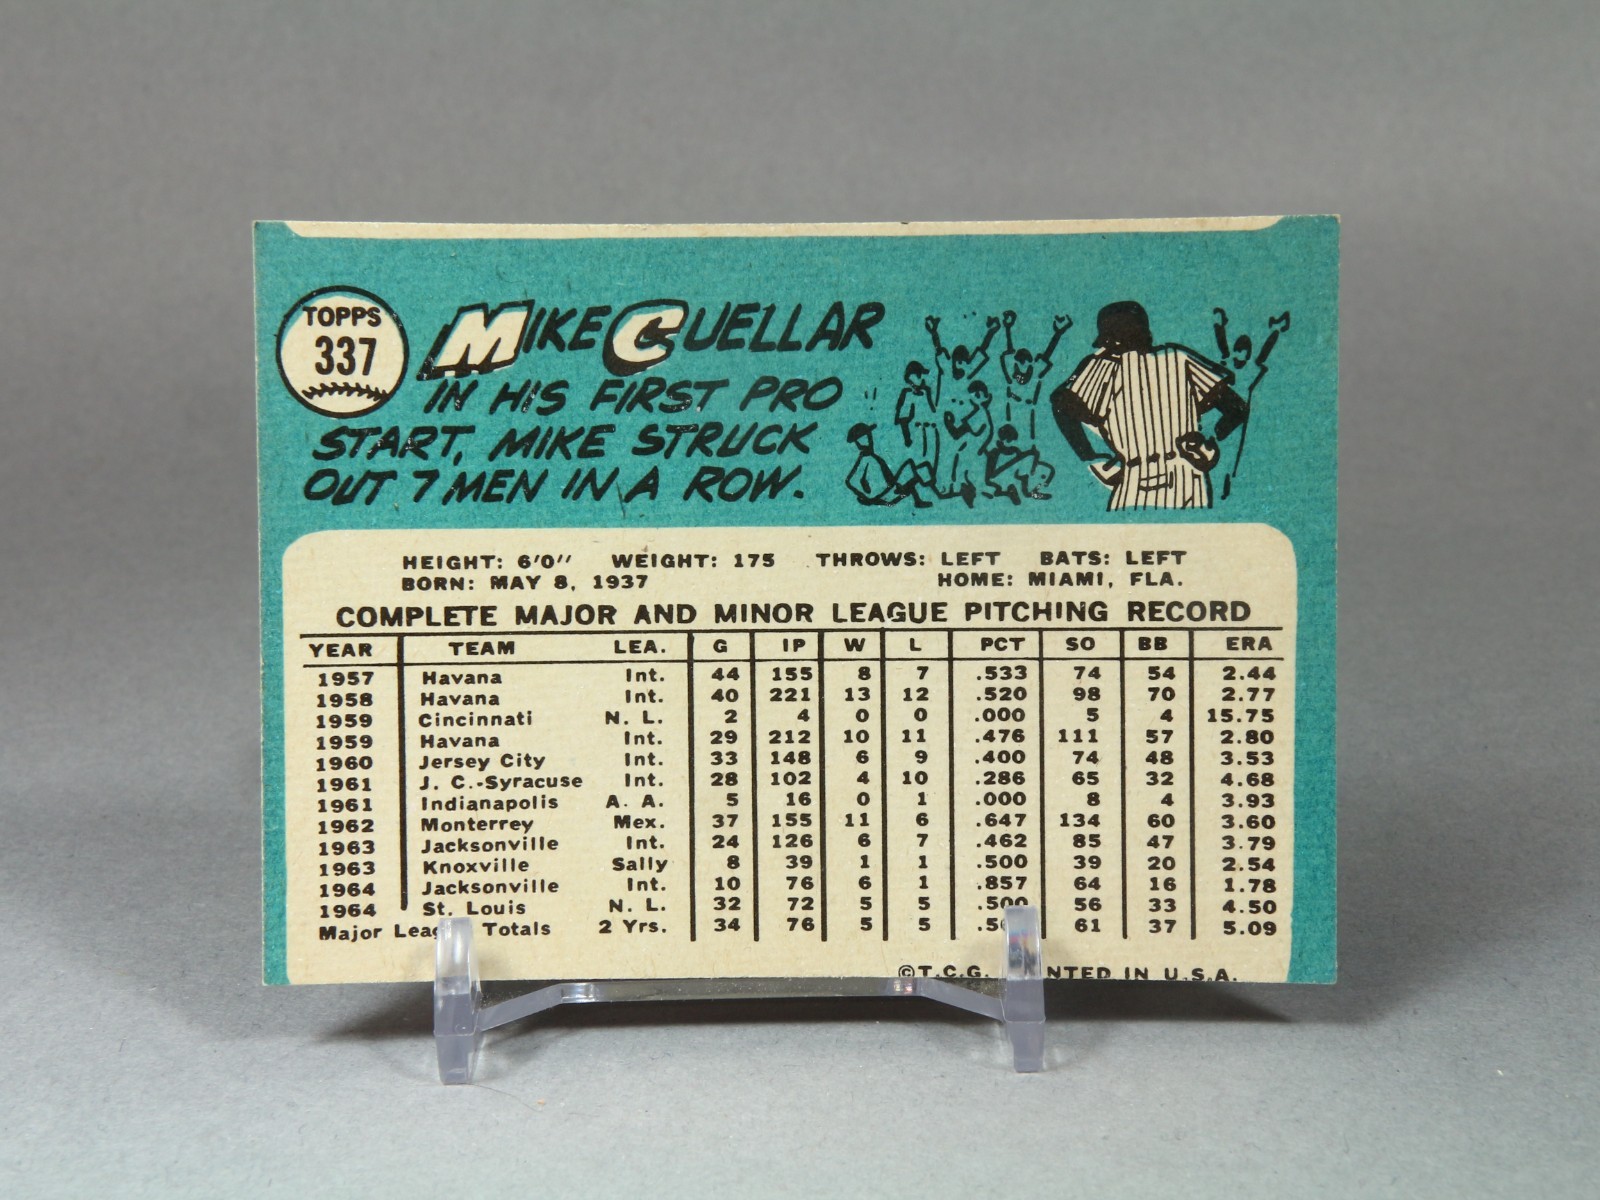 TOPPS
337
MIKE CUELLAR
IN HIS FIRST PRO
START, MIKE STRUCK
OUT 7 MEN IN A ROW.
HEIGHT: 6'0" WEIGHT: 175 THROWS: LEFT BATS: LEFT
BORN: MAY 8, 1937 HOME: MIAMI, FLA.
COMPLETE MAJOR AND MINOR LEAGUE PITCHING RECORD
YEAR TEAM LEA. G IP W L PCT SO BB ERA
1957 Havana Int. 44 155 8 7 .533 74 54 2.44
1958 Havana Int. 40 221 13 12 .520 98 70 2.77
1959 Cincinnati N. L. 2 4 0 0 .000 5 4 15.75
1959 Havana Int. 29 212 10 11 .476 111 57 2.80
1960 Jersey City Int. 33 148 6 9 .400 74 48 3.53
1961 J. C.-Syracuse Int. 28 102 4 10 .286 65 32 4.68
1961 Indianapolis A. A. 5 16 0 1 .000 8 4 3.93
1962 Monterrey Mex. 37 155 11 6 .647 134 60 3.60
1963 Jacksonville Int. 24 126 6 7 .462 85 47 3.79
1963 Knoxville Sally 8 39 1 1 .500 39 20 2.54
1964 Jacksonville Int. 10 76 6 1 .857 64 16 1.78
1964 St. Louis N. L. 32 72 5 5 .500 56 33 4.50
Major League Totals 2 Yrs. 34 76 5 5 61 37 5.09
©T.C.G. IN U.S.A.